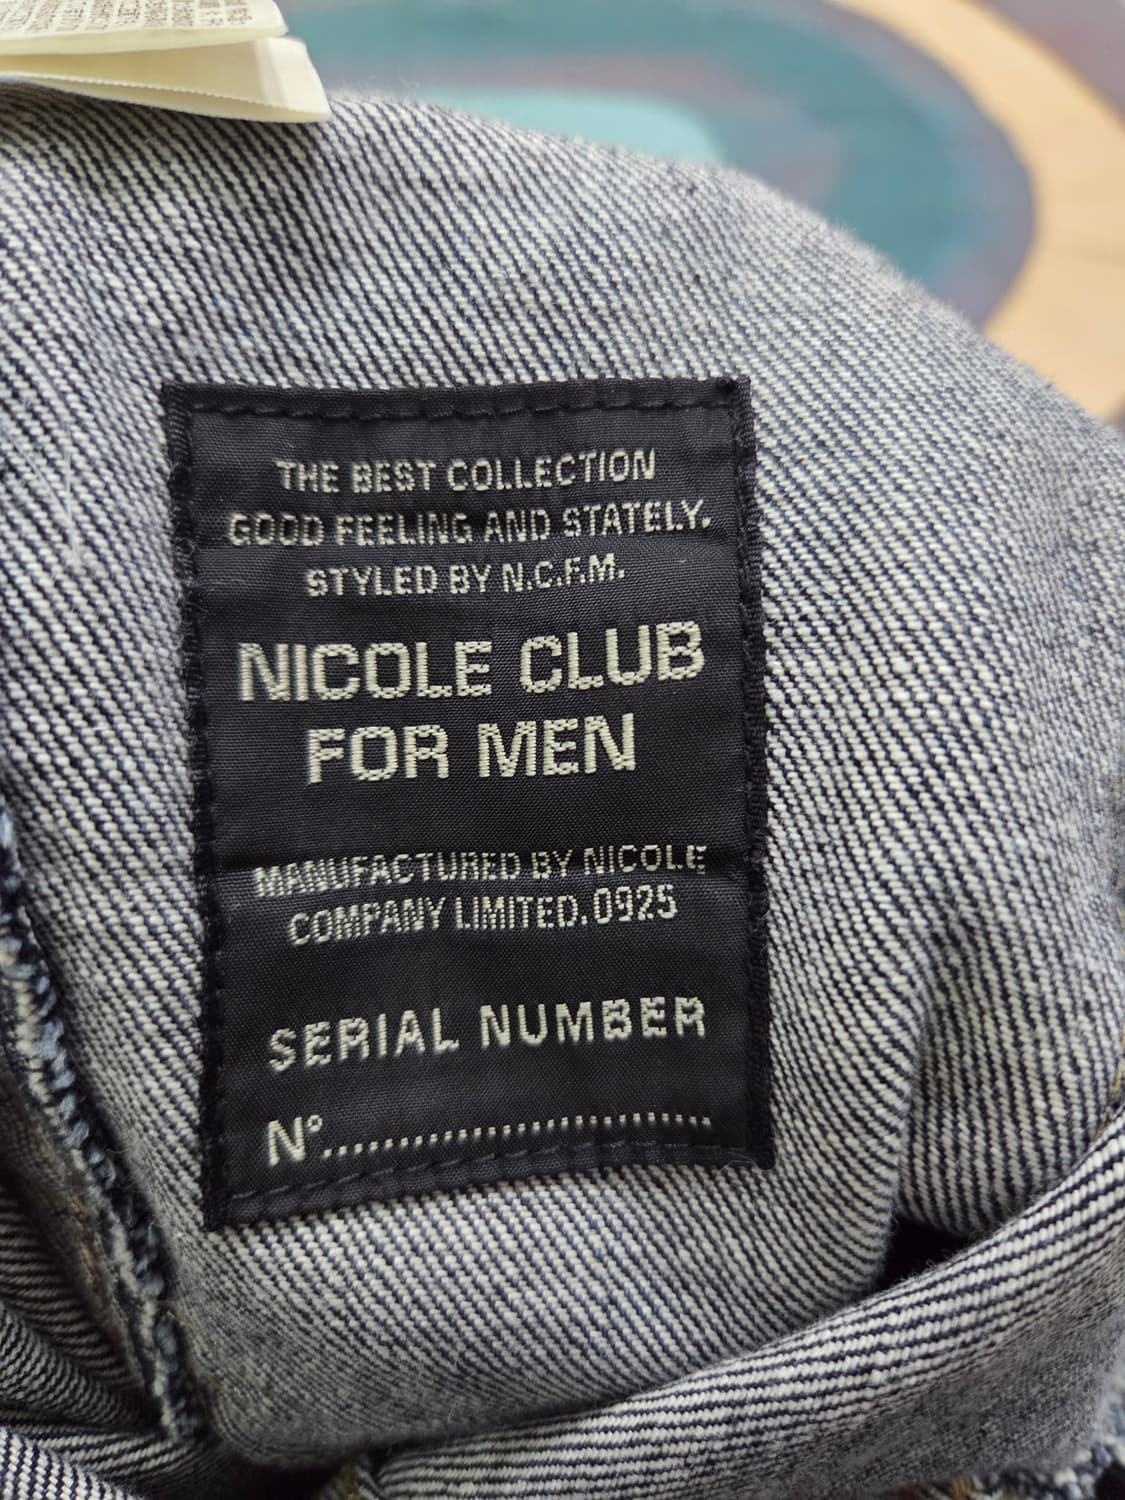 THE BEST COLLECTION
GOOD FEELING AND STATELY.
STYLED BY N.C.F.M.
NICOLE CLUB
FOR MEN
MANUFACTURED BY NICOLE
COMPANY LIMITED. 0925
SERIAL NUMBER
N°..............................